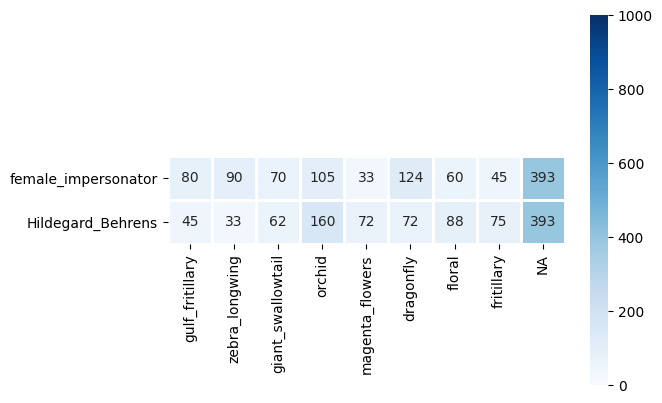 1000
800
600
400
200
0
female_impersonator 80 90 70 105 33 124 60 45 393
Hildegard_Behrens 45 33 62 160 72 72 88 75 393
gulf_fritillary
zebra_longwing
giant_swallowtail
orchid
magenta_flowers
dragonfly
floral
fritillary
NA